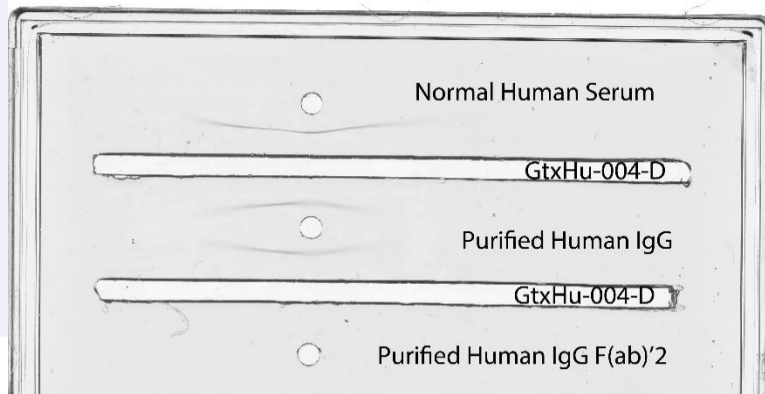 Normal Human Serum
GtxHu-004-D
Purified Human IgG
GtxHu-004-D
Purified Human IgG F(ab)'2